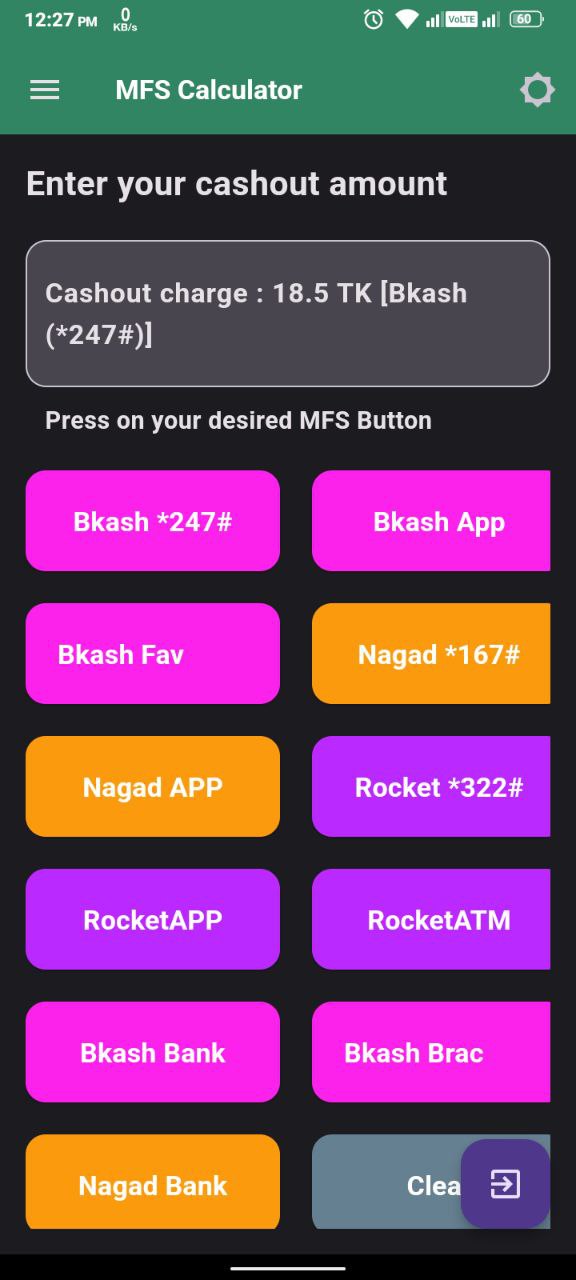 12:27 PM 0 KB/s VoLTE 60
MFS Calculator
Enter your cashout amount
Cashout charge : 18.5 TK [Bkash
(*247#)]
Press on your desired MFS Button
Bkash *247# Bkash App
Bkash Fav Nagad *167#
Nagad APP Rocket *322#
RocketAPP RocketATM
Bkash Bank Bkash Brac
Nagad Bank Clea